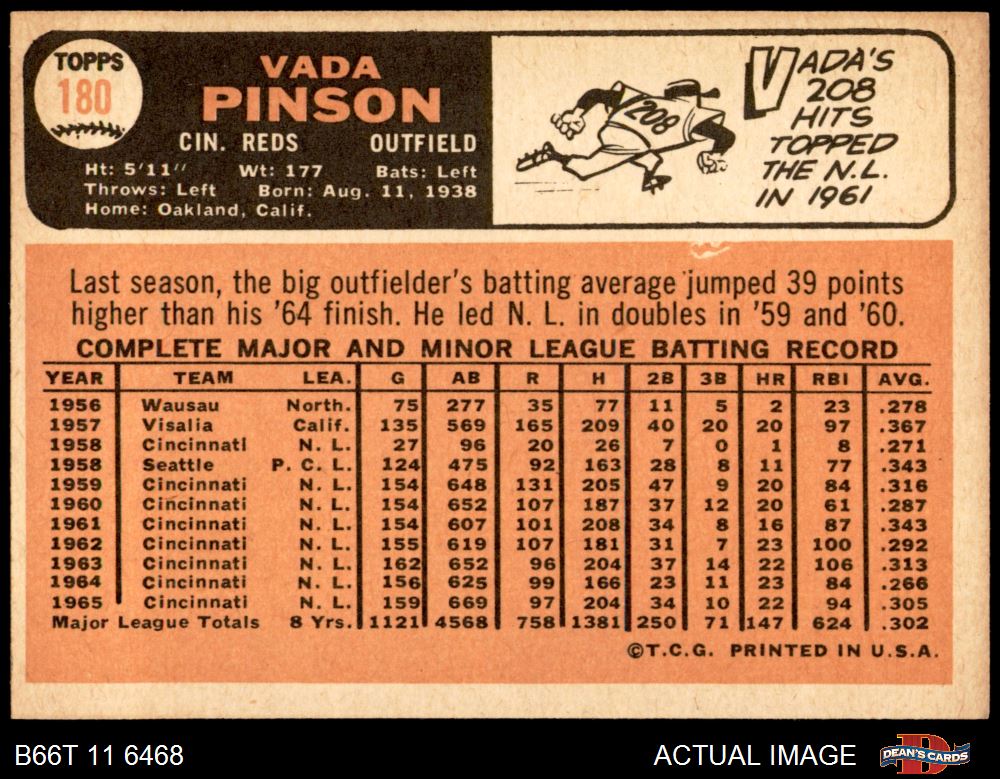 TOPPS
180
VADA
PINSON
CIN. REDS OUTFIELD
Ht: 5'11" Wt: 177 Bats: Left
Throws: Left Born: Aug. 11, 1938
Home: Oakland, Calif.
208
VADA'S
208
HITS
TOPPED
THE N.L.
IN 1961
Last season, the big outfielder's batting average jumped 39 points
higher than his '64 finish. He led N. L. in doubles in '59 and '60.
COMPLETE MAJOR AND MINOR LEAGUE BATTING RECORD
YEAR TEAM LEA. G AB R H 2B 3B HR RBI AVG.
1956 Wausau North. 75 277 35 77 11 5 2 23 .278
1957 Visalia Calif. 135 569 165 209 40 20 20 97 .367
1958 Cincinnati N. L. 27 96 20 26 7 0 1 8 .271
1958 Seattle P. C. L. 124 475 92 163 28 8 11 77 .343
1959 Cincinnati N. L. 154 648 131 205 47 9 20 84 .316
1960 Cincinnati N. L. 154 652 107 187 37 12 20 61 .287
1961 Cincinnati N. L. 154 607 101 208 34 8 16 87 .343
1962 Cincinnati N. L. 155 619 107 181 31 7 23 100 .292
1963 Cincinnati N. L. 162 652 96 204 37 14 22 106 .313
1964 Cincinnati N. L. 156 625 99 166 23 11 23 84 .266
1965 Cincinnati N. L. 159 669 97 204 34 10 22 94 .305
Major League Totals 8 Yrs. 1121 4568 758 1381 250 71 147 624 .302
©T.C.G. PRINTED IN U.S.A.
B66T 11 6468 ACTUAL IMAGE DEAN'S CARDS